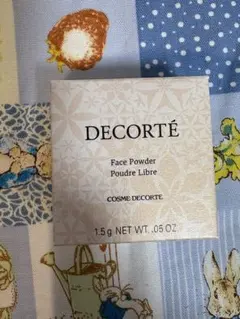 DECORTÉ
Face Powder
Poudre Libre
COSME DECORTE
1.5 g NET WT. .05 OZ